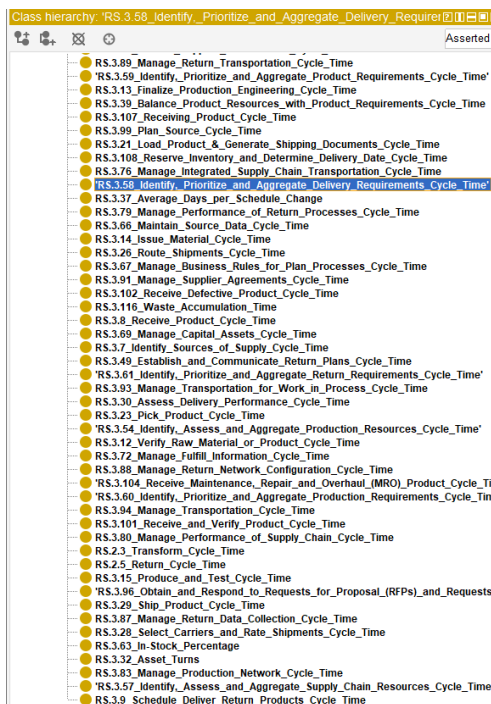 Class hierarchy: 'RS.3.58_Identify,_Prioritize_and_Aggregate_Delivery_Requirer
Asserted
RS.3.89_Manage_Return_Transportation_Cycle_Time
'RS.3.59_Identify,_Prioritize_and_Aggregate_Product_Requirements_Cycle_Time'
RS.3.13_Finalize_Production_Engineering_Cycle_Time
RS.3.39_Balance_Product_Resources_with_Product_Requirements_Cycle_Time
RS.3.107_Receiving_Product_Cycle_Time
RS.3.99_Plan_Source_Cycle_Time
RS.3.21_Load_Product_&_Generate_Shipping_Documents_Cycle_Time
RS.3.108_Reserve_Inventory_and_Determine_Delivery_Date_Cycle_Time
RS.3.76_Manage_Integrated_Supply_Chain_Transportation_Cycle_Time
'RS.3.58_Identify,_Prioritize_and_Aggregate_Delivery_Requirements_Cycle_Time'
RS.3.37_Average_Days_per_Schedule_Change
RS.3.79_Manage_Performance_of_Return_Processes_Cycle_Time
RS.3.66_Maintain_Source_Data_Cycle_Time
RS.3.14_Issue_Material_Cycle_Time
RS.3.26_Route_Shipments_Cycle_Time
RS.3.67_Manage_Business_Rules_for_Plan_Processes_Cycle_Time
RS.3.91_Manage_Supplier_Agreements_Cycle_Time
RS.3.102_Receive_Defective_Product_Cycle_Time
RS.3.116_Waste_Accumulation_Time
RS.3.8_Receive_Product_Cycle_Time
RS.3.69_Manage_Capital_Assets_Cycle_Time
RS.3.7_Identify_Sources_of_Supply_Cycle_Time
RS.3.49_Establish_and_Communicate_Return_Plans_Cycle_Time
'RS.3.61_Identify,_Prioritize_and_Aggregate_Return_Requirements_Cycle_Time'
RS.3.93_Manage_Transportation_for_Work_in_Process_Cycle_Time
RS.3.30_Assess_Delivery_Performance_Cycle_Time
RS.3.23_Pick_Product_Cycle_Time
'RS.3.54_Identify,_Assess_and_Aggregate_Production_Resources_Cycle_Time'
RS.3.12_Verify_Raw_Material_or_Product_Cycle_Time
RS.3.72_Manage_Fulfill_Information_Cycle_Time
RS.3.88_Manage_Return_Network_Configuration_Cycle_Time
'RS.3.104_Receive_Maintenance,_Repair_and_Overhaul_(MRO)_Product_Cycle_Ti
'RS.3.60_Identify,_Prioritize_and_Aggregate_Production_Requirements_Cycle_Tin
RS.3.94_Manage_Transportation_Cycle_Time
RS.3.101_Receive_and_Verify_Product_Cycle_Time
RS.3.80_Manage_Performance_of_Supply_Chain_Cycle_Time
RS.2.3_Transform_Cycle_Time
RS.2.5_Return_Cycle_Time
RS.3.15_Produce_and_Test_Cycle_Time
'RS.3.96_Obtain_and_Respond_to_Requests_for_Proposal_(RFPs)_and_Requests
RS.3.29_Ship_Product_Cycle_Time
RS.3.87_Manage_Return_Data_Collection_Cycle_Time
RS.3.28_Select_Carriers_and_Rate_Shipments_Cycle_Time
RS.3.63_In-Stock_Percentage
RS.3.32_Asset_Turns
RS.3.83_Manage_Production_Network_Cycle_Time
'RS.3.57_Identify,_Assess_and_Aggregate_Supply_Chain_Resources_Cycle_Time
RS.3.9_Schedule_Deliver_Return_Products_Cycle_Time